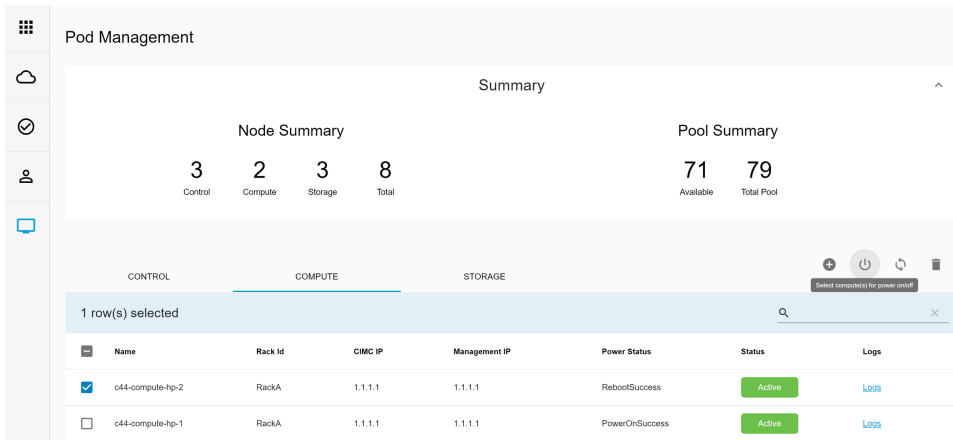 Pod Management
Summary
Node Summary
Pool Summary
3 2 3 8
71 79
Control Compute Storage Total
Available Total Pool
CONTROL COMPUTE STORAGE
Select compute(s) for power on/off
1 row(s) selected
Name Rack Id CIMC IP Management IP Power Status Status Logs
c44-compute-hp-2 RackA 1.1.1.1 1.1.1.1 RebootSuccess Active Logs
c44-compute-hp-1 RackA 1.1.1.1 1.1.1.1 PowerOnSuccess Active Logs